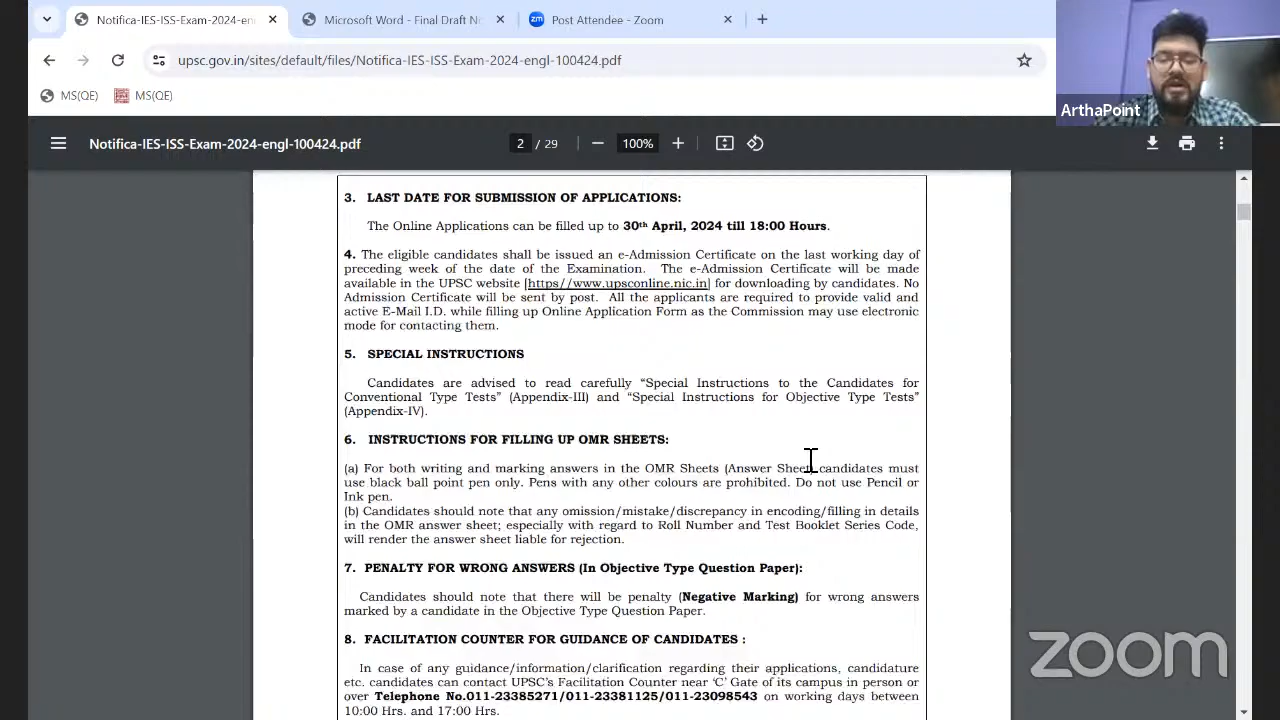 Notifica-IES-ISS-Exam-2024-en
Microsoft Word - Final Draft No
zm
Post Attendee - Zoom
upsc.gov.in/sites/default/files/Notifica-IES-ISS-Exam-2024-engl-100424.pdf
MS(QE)
MS(QE)
ArthaPoint
Notifica-IES-ISS-Exam-2024-engl-100424.pdf
2 / 29
100%
3. LAST DATE FOR SUBMISSION OF APPLICATIONS:
The Online Applications can be filled up to 30th April, 2024 till 18:00 Hours.
4. The eligible candidates shall be issued an e-Admission Certificate on the last working day of
preceding week of the date of the Examination. The e-Admission Certificate will be made
available in the UPSC website [https//www.upsconline.nic.in] for downloading by candidates. No
Admission Certificate will be sent by post. All the applicants are required to provide valid and
active E-Mail I.D. while filling up Online Application Form as the Commission may use electronic
mode for contacting them.
5. SPECIAL INSTRUCTIONS
Candidates are advised to read carefully “Special Instructions to the Candidates for
Conventional Type Tests” (Appendix-III) and “Special Instructions for Objective Type Tests”
(Appendix-IV).
6. INSTRUCTIONS FOR FILLING UP OMR SHEETS:
(a) For both writing and marking answers in the OMR Sheets (Answer Sheet candidates must
use black ball point pen only. Pens with any other colours are prohibited. Do not use Pencil or
Ink pen.
(b) Candidates should note that any omission/mistake/discrepancy in encoding/filling in details
in the OMR answer sheet; especially with regard to Roll Number and Test Booklet Series Code,
will render the answer sheet liable for rejection.
7. PENALTY FOR WRONG ANSWERS (In Objective Type Question Paper):
Candidates should note that there will be penalty (Negative Marking) for wrong answers
marked by a candidate in the Objective Type Question Paper.
8. FACILITATION COUNTER FOR GUIDANCE OF CANDIDATES :
In case of any guidance/information/clarification regarding their applications, candidature
etc. candidates can contact UPSC’s Facilitation Counter near ‘C’ Gate of its campus in person or
over Telephone No.011-23385271/011-23381125/011-23098543 on working days between
10:00 Hrs. and 17:00 Hrs.
zoom